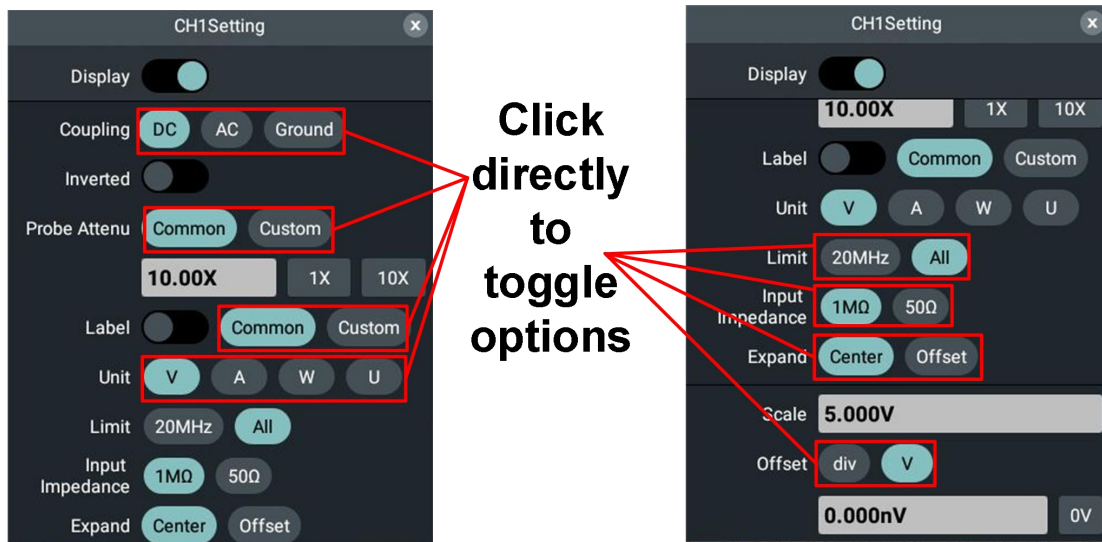 CH1Setting x
Display
Coupling DC AC Ground
Inverted
Probe Attenu Common Custom
10.00X 1X 10X
Label Common Custom
Unit V A W U
Limit 20MHz All
Input
Impedance 1MΩ 50Ω
Expand Center Offset
Click
directly
to
toggle
options
CH1Setting x
Display
10.00X 1X 10X
Label Common Custom
Unit V A W U
Limit 20MHz All
Input
Impedance 1MΩ 50Ω
Expand Center Offset
Scale 5.000V
Offset div V
0.000nV 0V